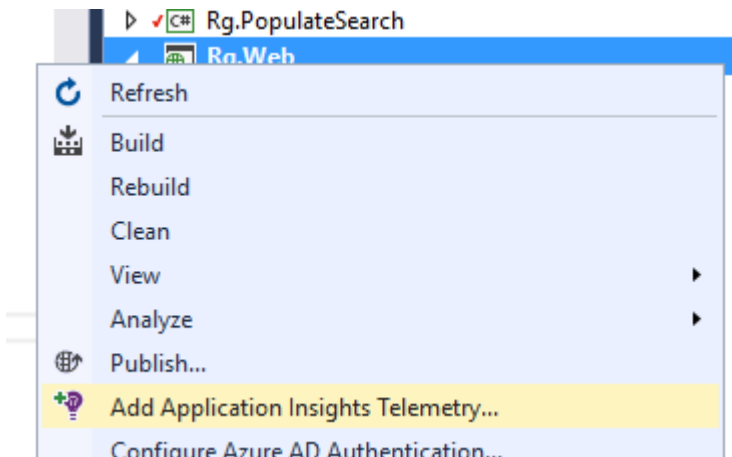 C# Rg.PopulateSearch
Rg.Web
Refresh
Build
Rebuild
Clean
View
Analyze
Publish...
Add Application Insights Telemetry...
Configure Azure AD Authentication...